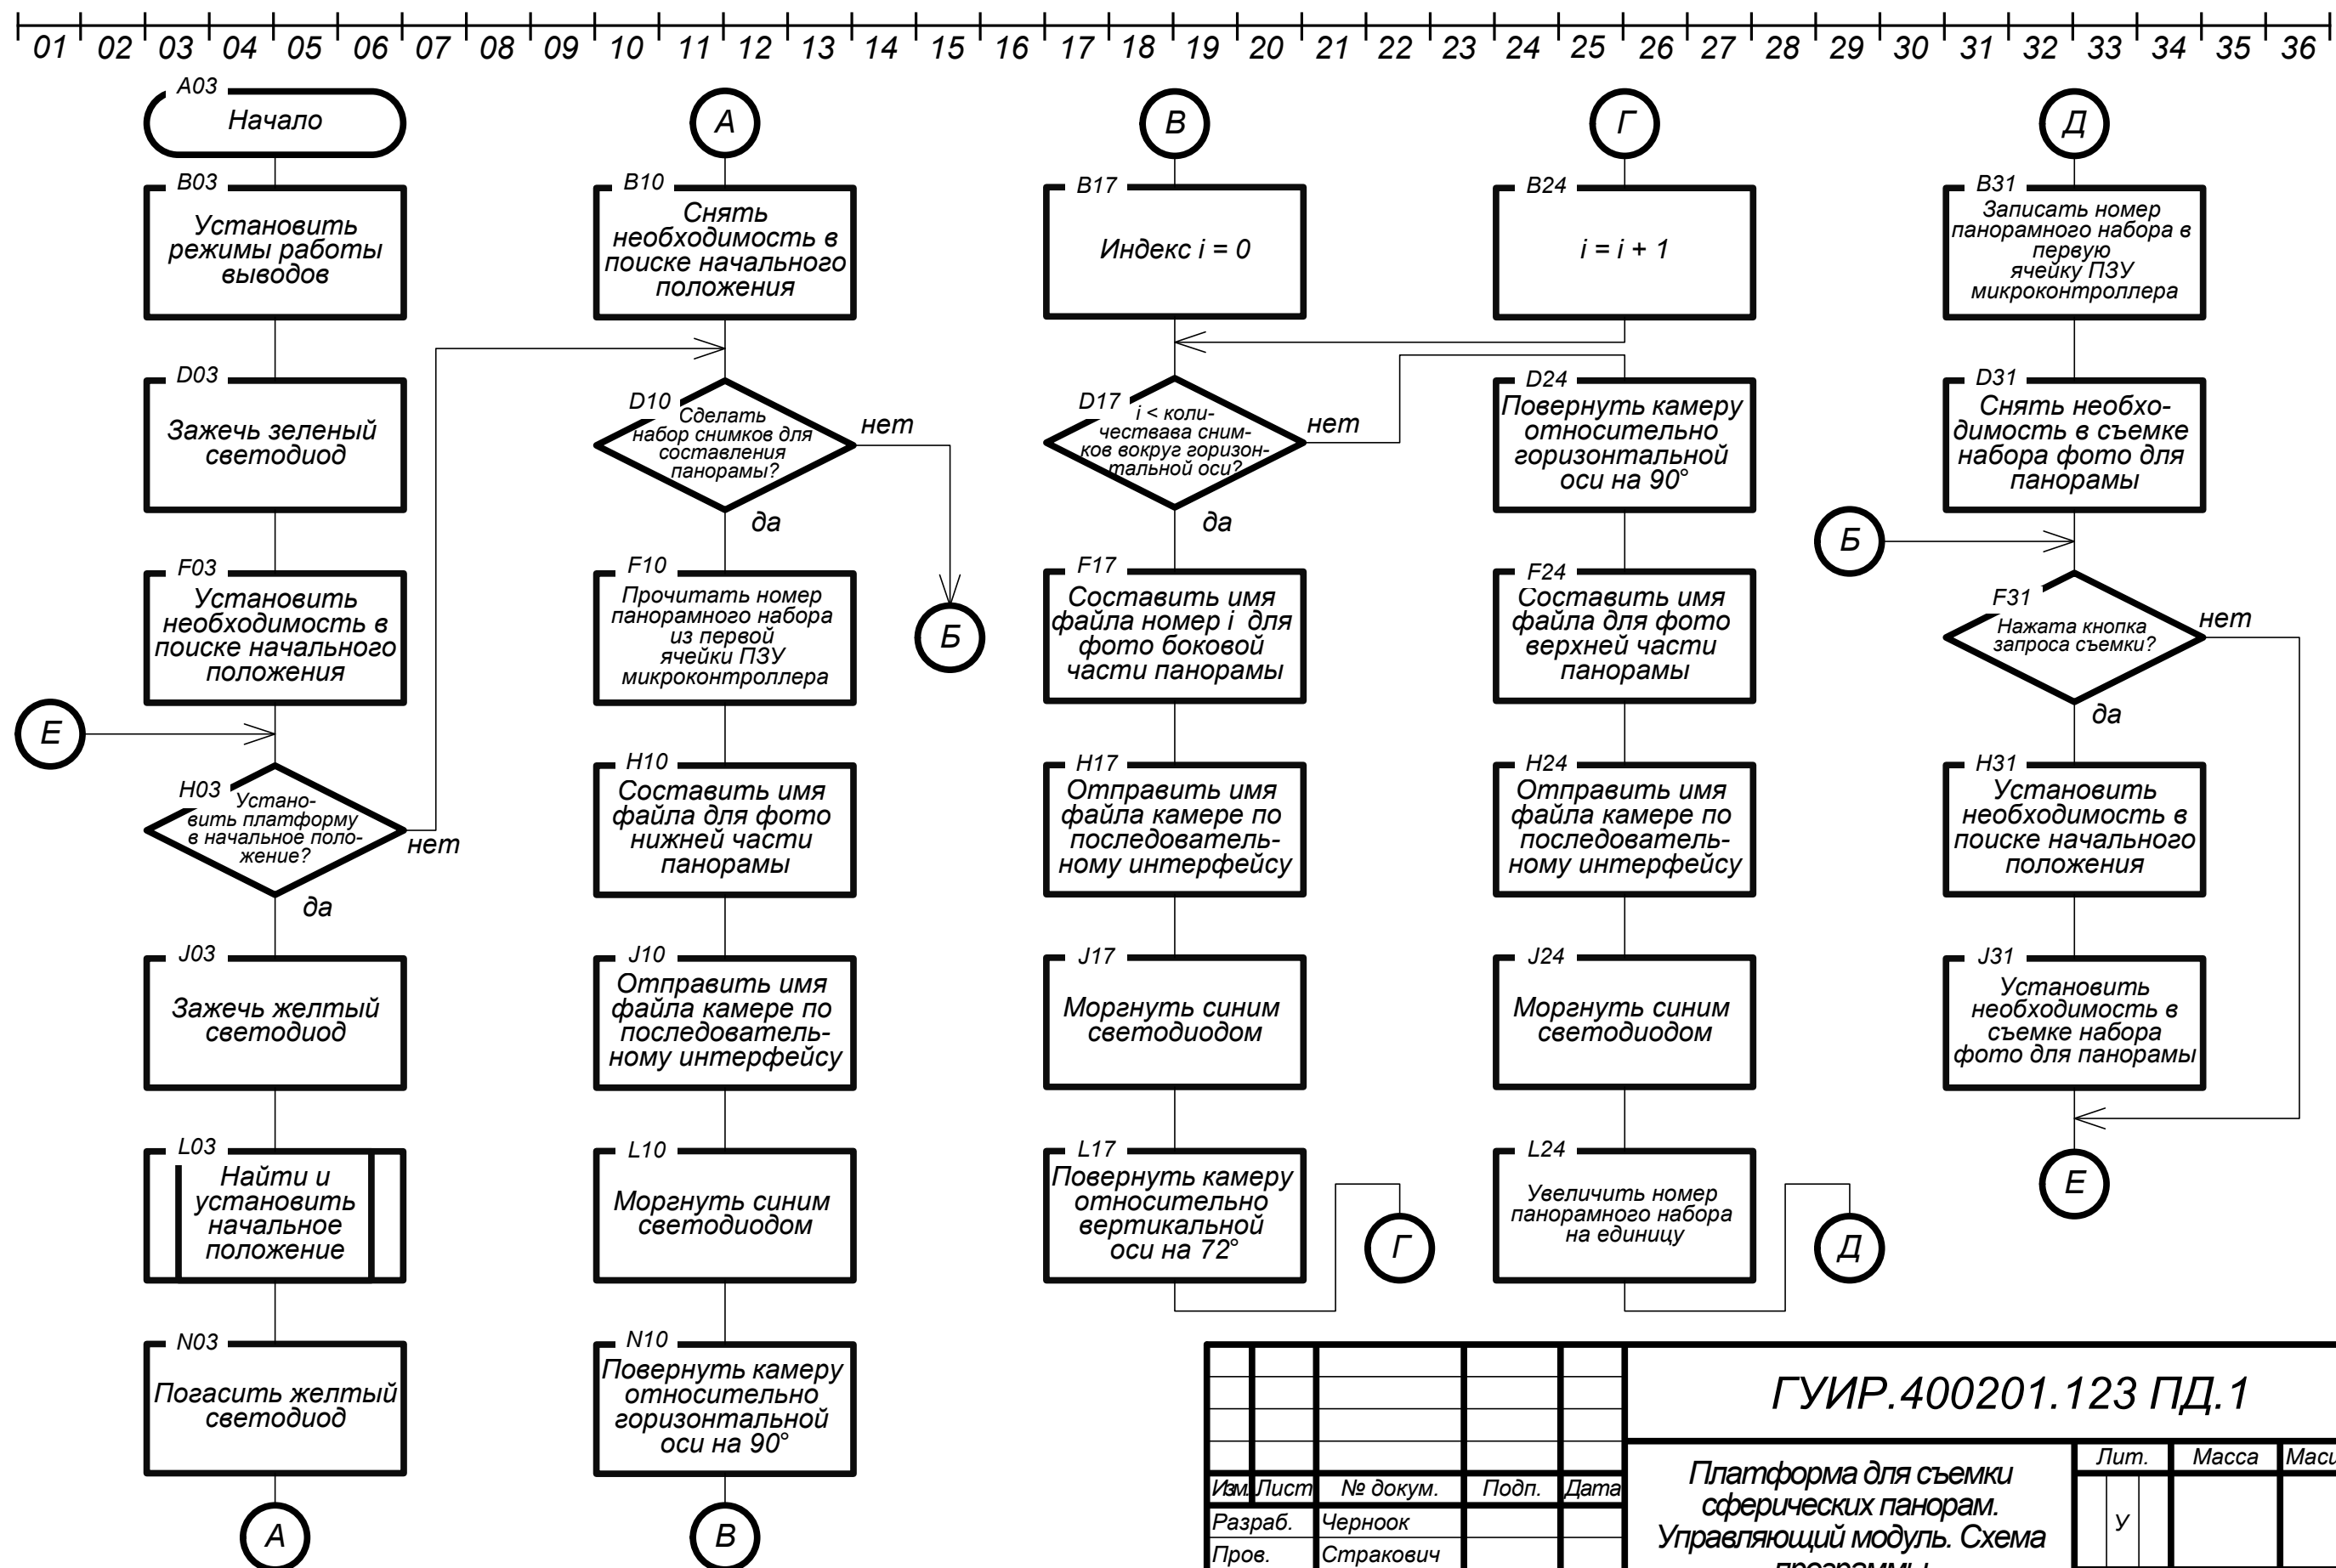 01 02 03 04 05 06 07 08 09 10 11 12 13 14 15 16 17 18 19 20 21 22 23 24 25 26 27 28 29 30 31 32 33 34 35 36
A03
Начало
B03
Установить
режимы работы
выводов
D03
Зажечь зеленый
светодиод
F03
Установить
необходимость в
поиске начального
положения
Е
H03
Устано-
вить платформу
в начальное поло-
жение?
нет
да
J03
Зажечь желтый
светодиод
L03
Найти и
установить
начальное
положение
N03
Погасить желтый
светодиод
А
А
B10
Снять
необходимость в
поиске начального
положения
D10
Сделать
набор снимков для
составления
панорамы?
нет
да
Б
F10
Прочитать номер
панорамного набора
из первой
ячейки ПЗУ
микроконтроллера
H10
Составить имя
файла для фото
нижней части
панорамы
J10
Отправить имя
файла камере по
последователь-
ному интерфейсу
L10
Моргнуть синим
светодиодом
N10
Повернуть камеру
относительно
горизонтальной
оси на 90°
В
В
B17
Индекс i = 0
D17
i < коли-
чествава сним-
ков вокруг горизон-
тальной оси?
нет
да
F17
Составить имя
файла номер i для
фото боковой
части панорамы
H17
Отправить имя
файла камере по
последователь-
ному интерфейсу
J17
Моргнуть синим
светодиодом
L17
Повернуть камеру
относительно
вертикальной
оси на 72°
Г
Г
B24
i = i + 1
D24
Повернуть камеру
относительно
горизонтальной
оси на 90°
F24
Составить имя
файла для фото
верхней части
панорамы
H24
Отправить имя
файла камере по
последователь-
ному интерфейсу
J24
Моргнуть синим
светодиодом
L24
Увеличить номер
панорамного набора
на единицу
Д
Д
B31
Записать номер
панорамного набора в
первую
ячейку ПЗУ
микроконтроллера
D31
Снять необхо-
димость в съемке
набора фото для
панорамы
Б
F31
Нажата кнопка
запроса съемки?
нет
да
H31
Установить
необходимость в
поиске начального
положения
J31
Установить
необходимость в
съемке набора
фото для панорамы
Е
ГУИР.400201.123 ПД.1
Изм. Лист № докум. Подп. Дата
Разраб. Черноок
Пров. Стракович
Платформа для съемки
сферических панорам.
Управляющий модуль. Схема
программы
Лит. Масса
У